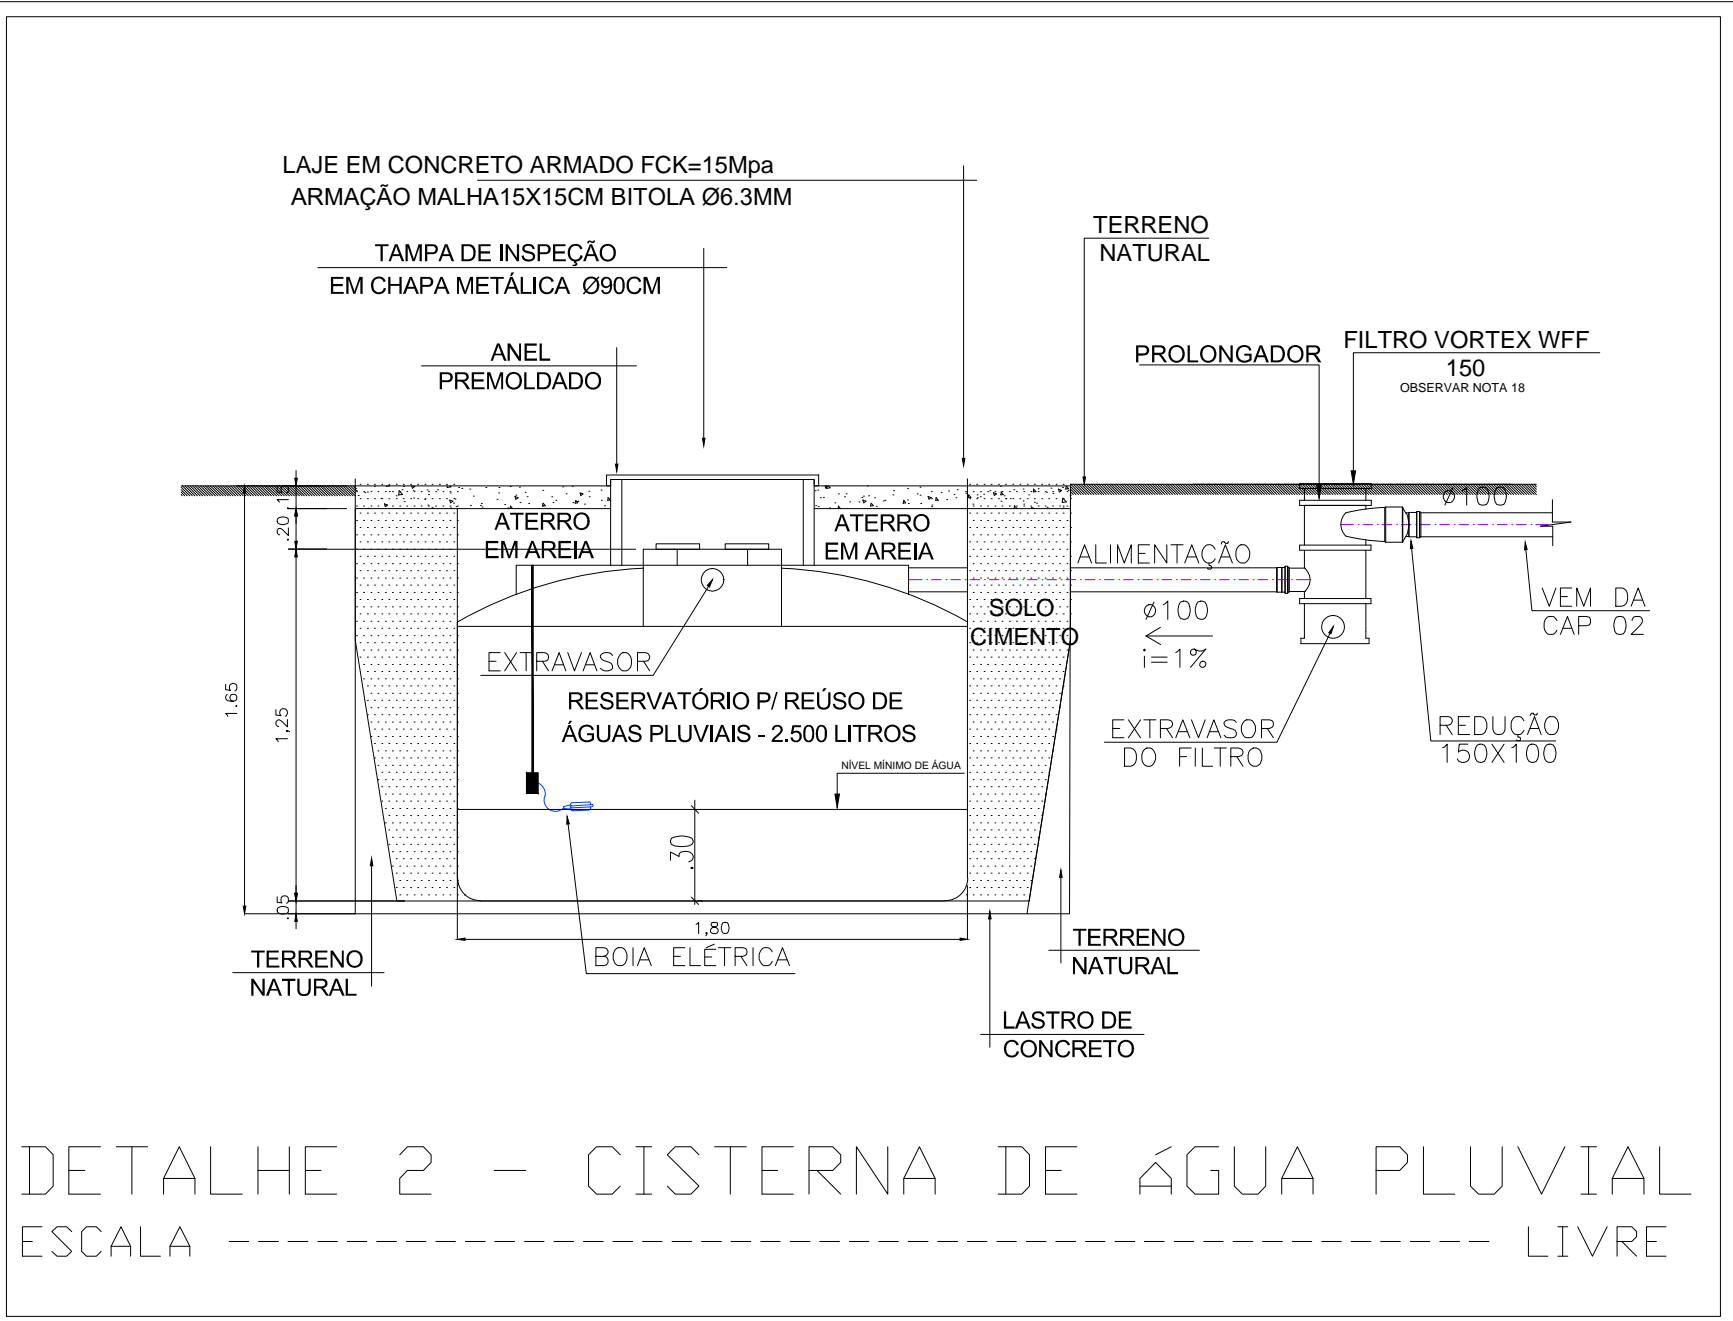 LAJE EM CONCRETO ARMADO FCK=15Mpa
ARMAÇÃO MALHA15X15CM BITOLA Ø6.3MM
TAMPA DE INSPEÇÃO
EM CHAPA METÁLICA Ø90CM
ANEL
PREMOLDADO
TERRENO
NATURAL
PROLONGADOR
FILTRO VORTEX WFF
150
OBSERVAR NOTA 18
ø100
.15
.20
1,25
1.65
.05
ATERRO
EM AREIA
ATERRO
EM AREIA
ALIMENTAÇÃO
ø100
i=1%
SOLO
CIMENTO
VEM DA
CAP 02
EXTRAVASOR
RESERVATÓRIO P/ REÚSO DE
ÁGUAS PLUVIAIS - 2.500 LITROS
NÍVEL MÍNIMO DE ÁGUA
EXTRAVASOR
DO FILTRO
REDUÇÃO
150X100
.30
1,80
BOIA ELÉTRICA
TERRENO
NATURAL
TERRENO
NATURAL
LASTRO DE
CONCRETO
DETALHE 2 - CISTERNA DE ÁGUA PLUVIAL
ESCALA ------------------------------------------ LIVRE